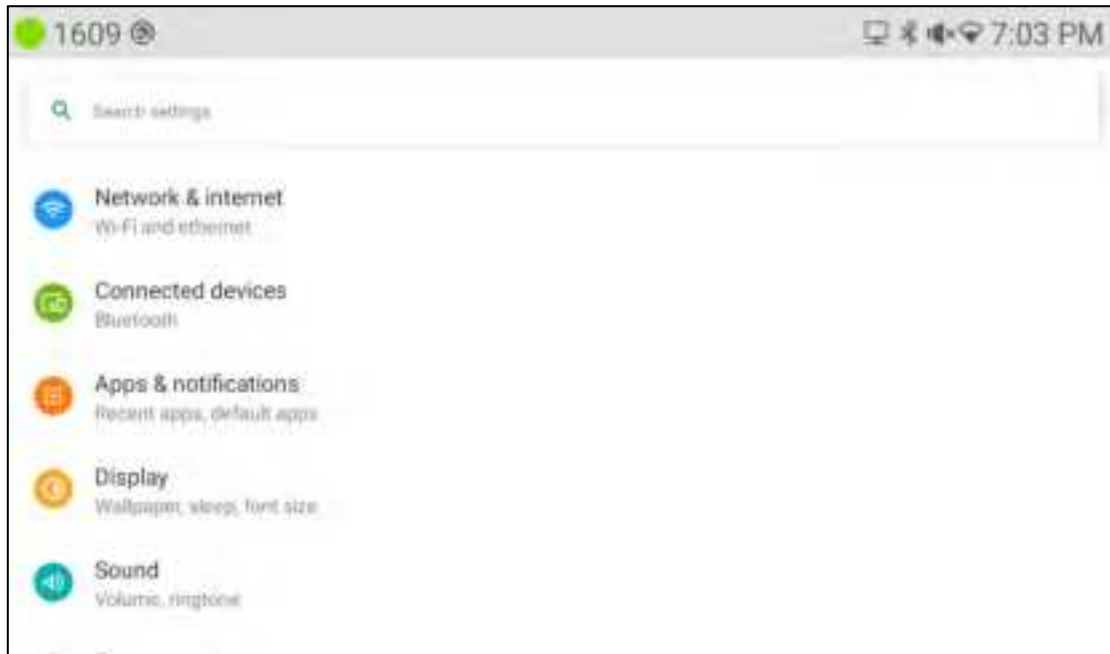 1609 7:03 PM
Search settings
Network & internet
Wi-Fi and ethernet
Connected devices
Bluetooth
Apps & notifications
Recent apps, default apps
Display
Wallpaper, sleep, font size
Sound
Volume, ringtone